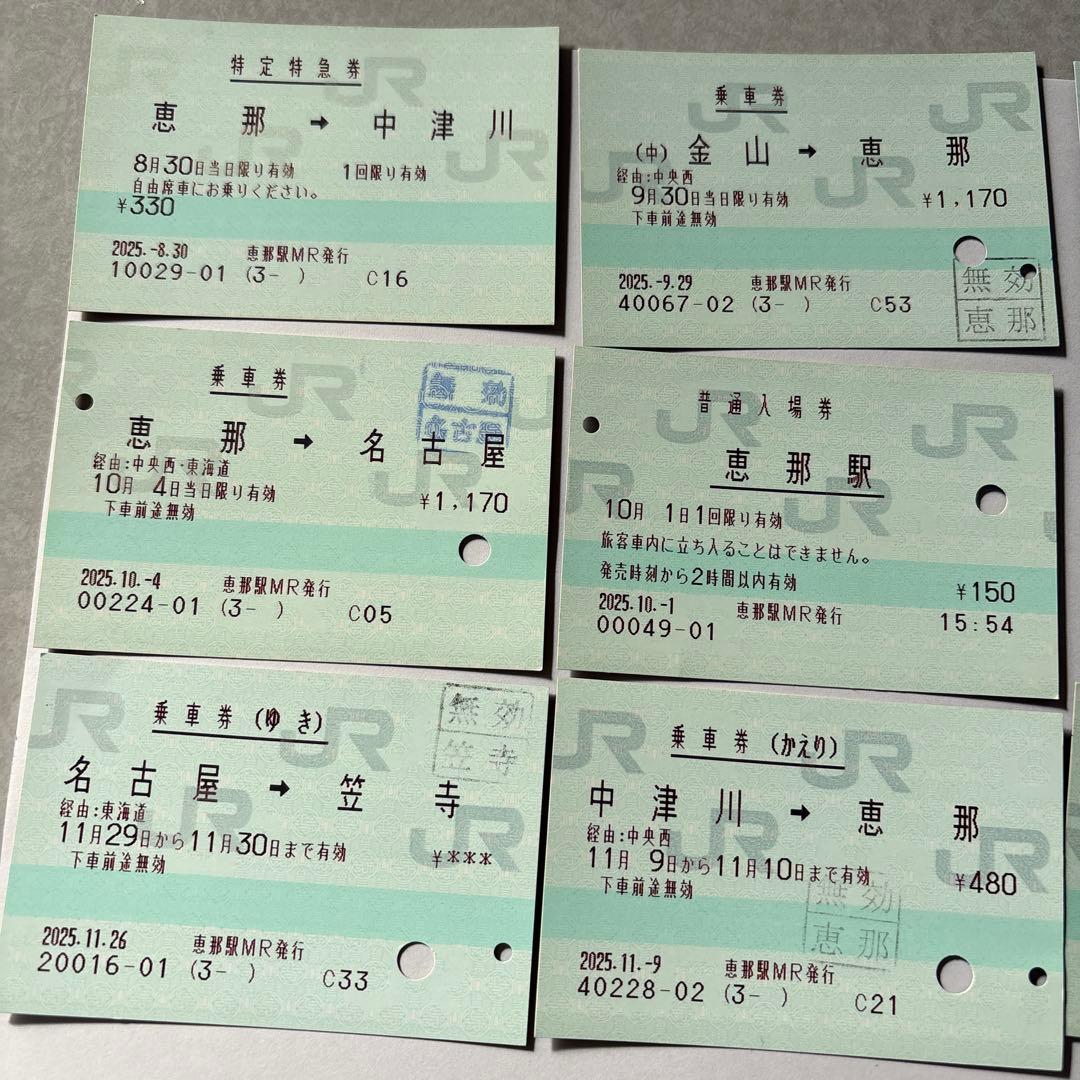 特定特急券
恵那→中津川
8月30日当日限り有効 1回限り有効
自由席車にお乗りください。
¥330
2025.-8.30 恵那駅MR発行
10029-01 (3- ) C16
乗車券
(中)金山→恵那
経由:中央西
9月30日当日限り有効 ¥1,170
下車前途無効
2025.-9.29 恵那駅MR発行
40067-02 (3- ) C53
無効
恵那
乗車券
無効
名古屋
恵那→名古屋
経由:中央西・東海道
10月 4日当日限り有効 ¥1,170
下車前途無効
2025.10.-4 恵那駅MR発行
00224-01 (3- ) C05
普通入場券
恵那駅
10月 1日1回限り有効
旅客車内に立ち入ることはできません。
発売時刻から2時間以内有効 ¥150
2025.10.-1 恵那駅MR発行 15:54
00049-01
乗車券(ゆき)
無効
笠寺
名古屋→笠寺
経由:東海道
11月29日から11月30日まで有効 ¥***
下車前途無効
2025.11.26 恵那駅MR発行
20016-01 (3- ) C33
乗車券(かえり)
中津川→恵那
経由:中央西
11月 9日から11月10日まで有効 ¥480
下車前途無効
無効
恵那
2025.11.-9 恵那駅MR発行
40228-02 (3- ) C21
JR